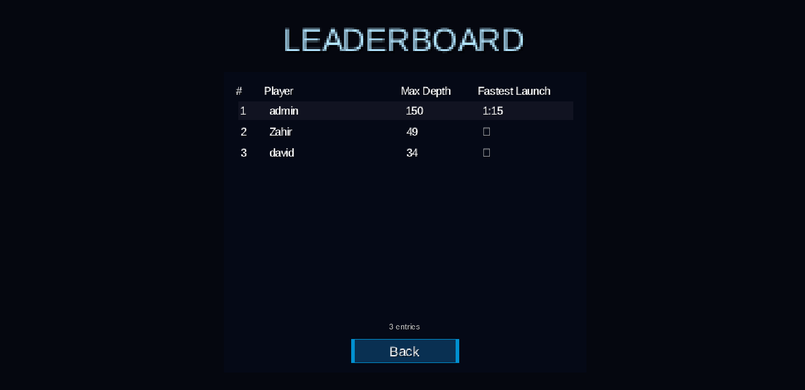 LEADERBOARD
# Player Max Depth Fastest Launch
1 admin 150 1:15
2 Zahir 49 □
3 david 34 □
3 entries
Back